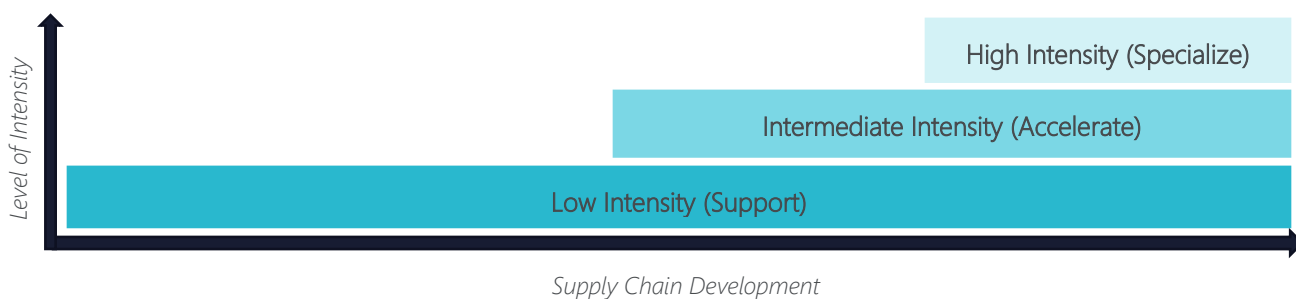 High Intensity (Specialize)
Level of Intensity
Intermediate Intensity (Accelerate)
Low Intensity (Support)
Supply Chain Development